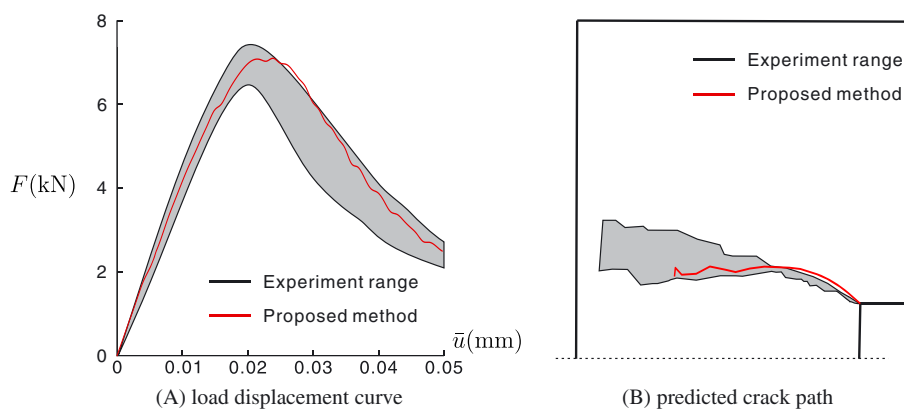 8
6
4
2
0
F(kN)
Experiment range
Proposed method
0
0.01
0.02
0.03
0.04
0.05
ū(mm)
(A) load displacement curve
Experiment range
Proposed method
(B) predicted crack path